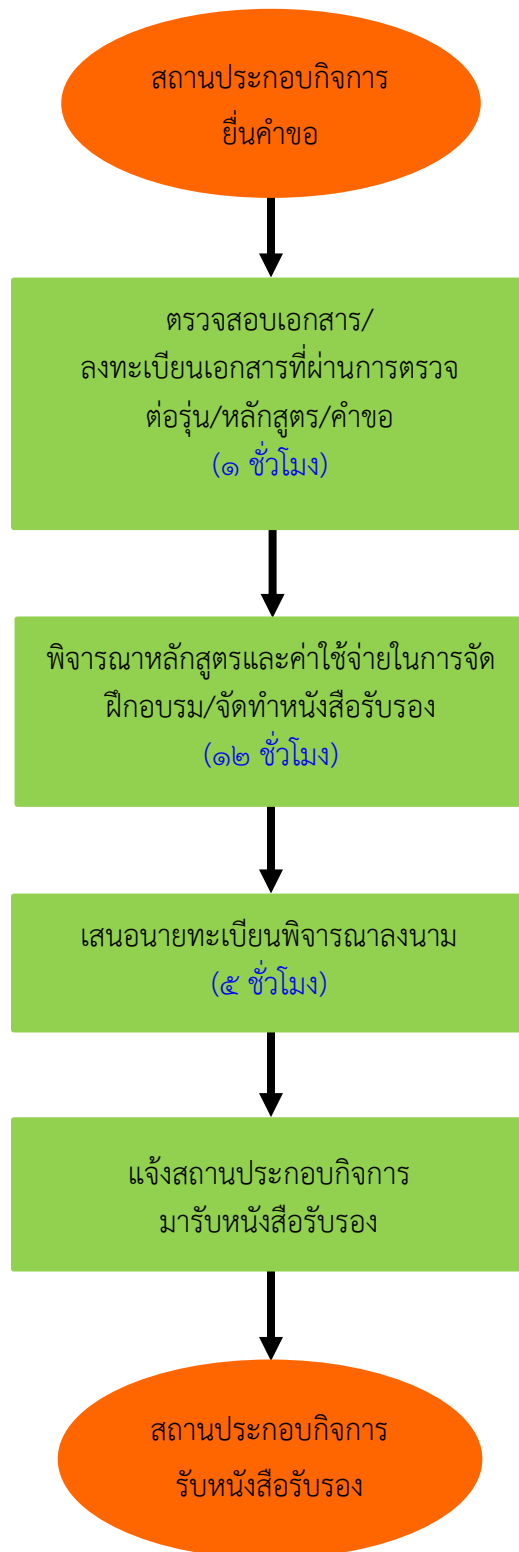 สถานประกอบกิจการ
ยื่นคำขอ
ตรวจสอบเอกสาร/
ลงทะเบียนเอกสารที่ผ่านการตรวจ
ต่อรุ่น/หลักสูตร/คำขอ
(๑ ชั่วโมง)
พิจารณาหลักสูตรและค่าใช้จ่ายในการจัด
ฝึกอบรม/จัดทำหนังสือรับรอง
(๑๒ ชั่วโมง)
เสนอนายทะเบียนพิจารณาลงนาม
(๕ ชั่วโมง)
แจ้งสถานประกอบกิจการ
มารับหนังสือรับรอง
สถานประกอบกิจการ
รับหนังสือรับรอง